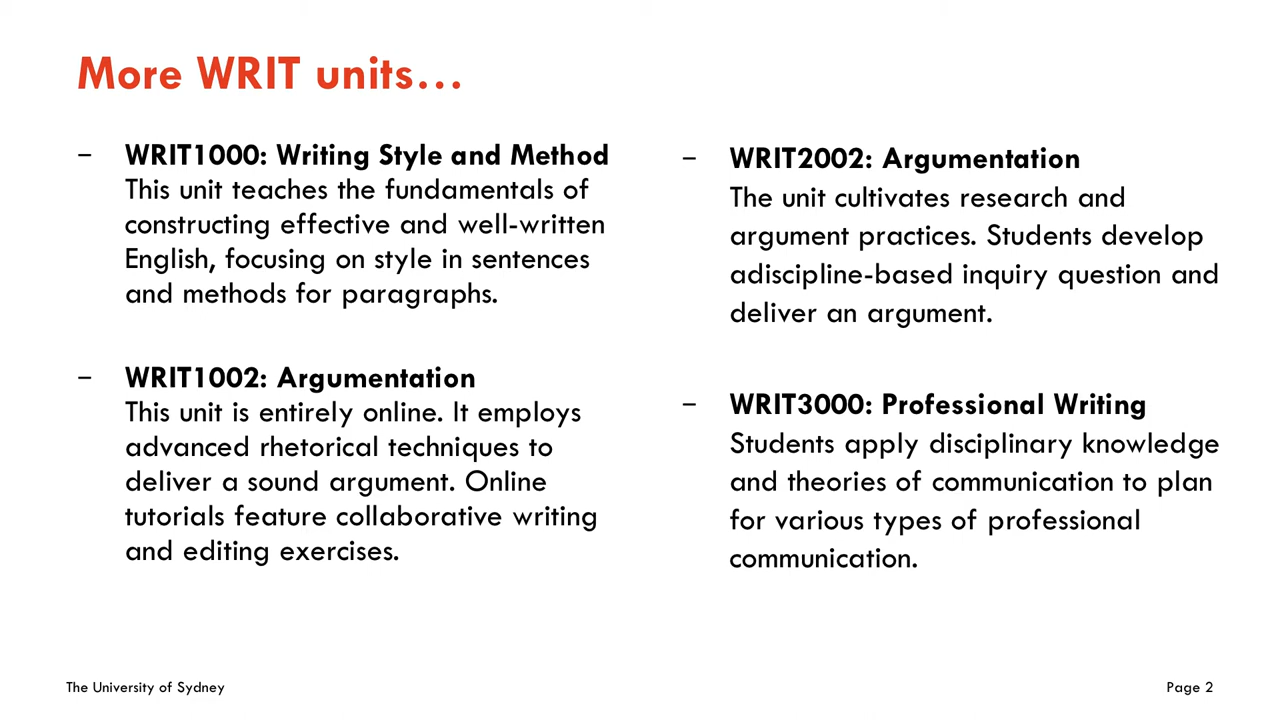 More WRIT units…
– WRIT1000: Writing Style and Method
This unit teaches the fundamentals of
constructing effective and well-written
English, focusing on style in sentences
and methods for paragraphs.
– WRIT1002: Argumentation
This unit is entirely online. It employs
advanced rhetorical techniques to
deliver a sound argument. Online
tutorials feature collaborative writing
and editing exercises.
– WRIT2002: Argumentation
The unit cultivates research and
argument practices. Students develop
adiscipline-based inquiry question and
deliver an argument.
– WRIT3000: Professional Writing
Students apply disciplinary knowledge
and theories of communication to plan
for various types of professional
communication.
The University of Sydney
Page 2